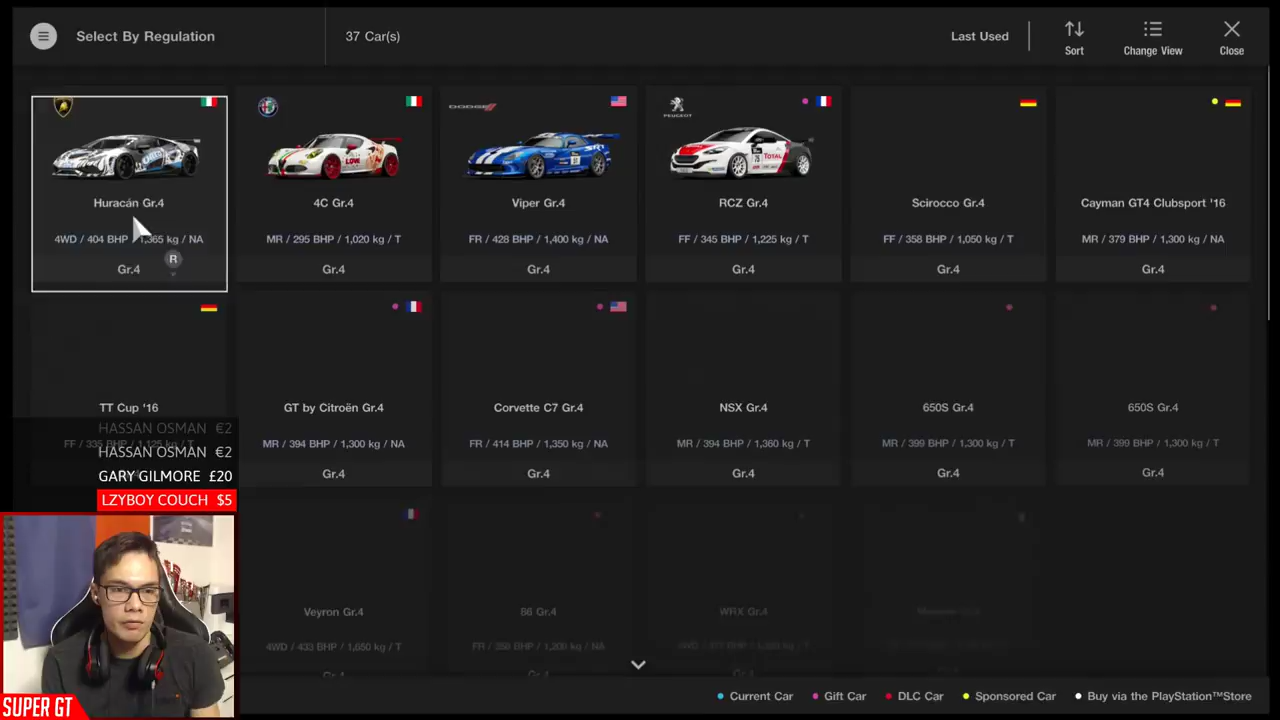 Select By Regulation
37 Car(s)
Last Used
Sort
Change View
Close
DODGE
PEUGEOT
Huracán Gr.4
4C Gr.4
Viper Gr.4
RCZ Gr.4
Scirocco Gr.4
Cayman GT4 Clubsport '16
4WD / 404 BHP / 1,365 kg / NA
MR / 295 BHP / 1,020 kg / T
FR / 428 BHP / 1,400 kg / NA
FF / 345 BHP / 1,225 kg / T
FF / 358 BHP / 1,050 kg / T
MR / 379 BHP / 1,300 kg / NA
R
Gr.4
Gr.4
Gr.4
Gr.4
Gr.4
Gr.4
TT Cup '16
GT by Citroën Gr.4
Corvette C7 Gr.4
NSX Gr.4
650S Gr.4
650S Gr.4
FF / 335 BHP / 1,125 kg / T
MR / 394 BHP / 1,300 kg / NA
FR / 414 BHP / 1,350 kg / NA
MR / 394 BHP / 1,360 kg / T
MR / 399 BHP / 1,300 kg / T
MR / 399 BHP / 1,300 kg / T
Gr.4
Gr.4
Gr.4
Gr.4
Gr.4
HASSAN OSMAN €2
HASSAN OSMAN €2
GARY GILMORE £20
LZYBOY COUCH $5
Veyron Gr.4
86 Gr.4
WRX Gr.4
4WD / 433 BHP / 1,650 kg / T
Current Car
Gift Car
DLC Car
Sponsored Car
Buy via the PlayStation™Store
SUPER GT